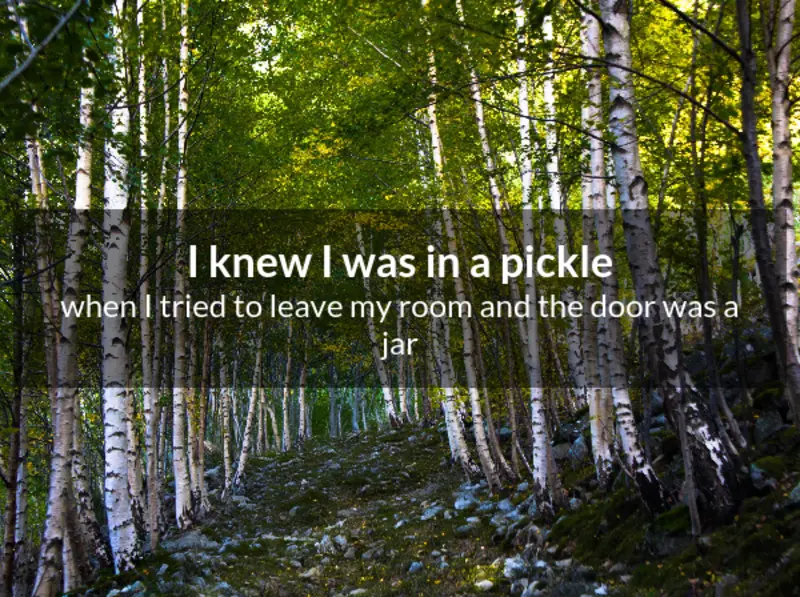 I knew I was in a pickle
when I tried to leave my room and the door was a
jar